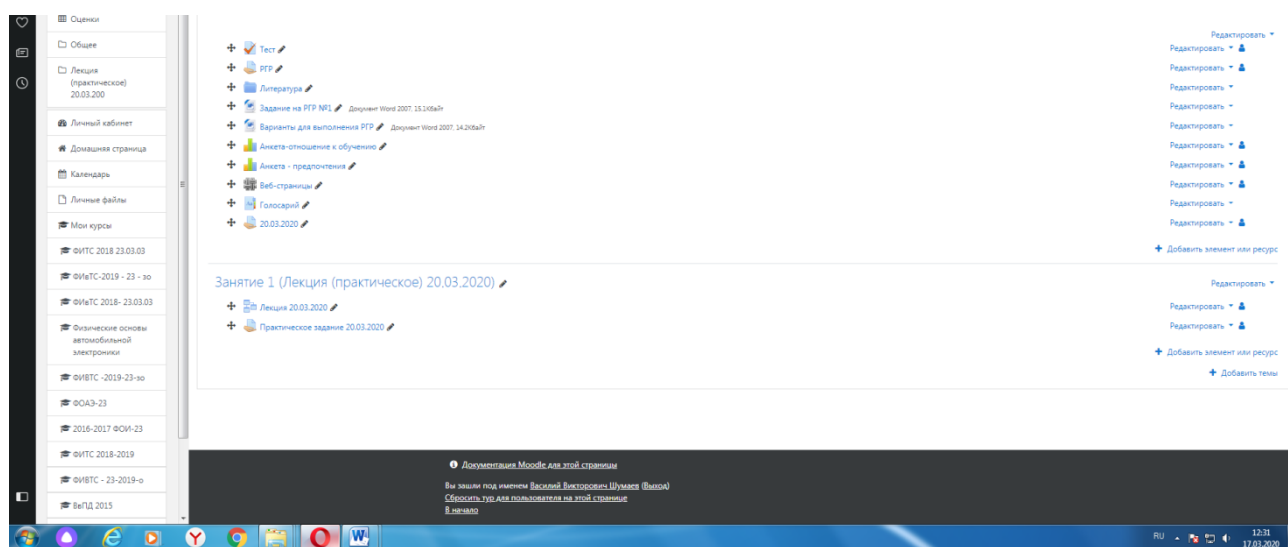 Оценки
Общее
Лекция
(практическое)
20.03.200
Личный кабинет
Домашняя страница
Календарь
Личные файлы
Мои курсы
ФИТС 2018 23.03.03
ФИвТС-2019 - 23 - зо
ФИвТС 2018- 23.03.03
Физические основы
автомобильной
электроники
ФИВТС -2019-23-зо
ФОАЭ-23
2016-2017 ФОИ-23
ФИТС 2018-2019
ФИВТС - 23-2019-о
ВвПД 2015
Редактировать
Тест Редактировать
РГР Редактировать
Литература Редактировать
Задание на РГР №1 Документ Word 2007, 13.1Кбайт Редактировать
Варианты для выполнения РГР Документ Word 2007, 14.2Кбайт Редактировать
Анкета-отношение к обучению Редактировать
Анкета - предпочтения Редактировать
Веб-страницы Редактировать
Голосарий Редактировать
20.03.2020 Редактировать
Добавить элемент или ресурс
Занятие 1 (Лекция (практическое) 20.03.2020) Редактировать
Лекция 20.03.2020 Редактировать
Практическое задание 20.03.2020 Редактировать
Добавить элемент или ресурс
Добавить темы
Документация Moodle для этой страницы
Вы зашли под именем Василий Викторович Шумаев (Выход)
Сбросить тур для пользователя на этой странице
В начало
RU 12:31
17.03.2020